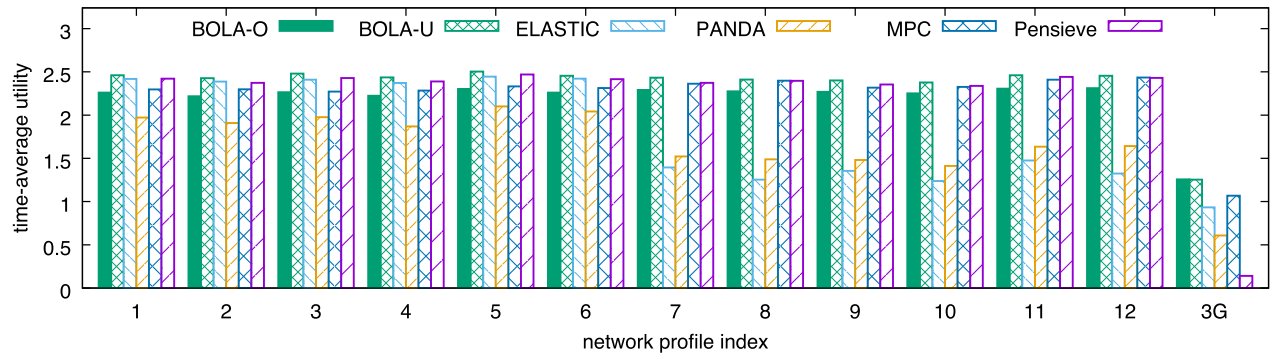 BOLA-O BOLA-U ELASTIC PANDA MPC Pensieve
time-average utility
3
2.5
2
1.5
1
0.5
0
1 2 3 4 5 6 7 8 9 10 11 12 3G
network profile index